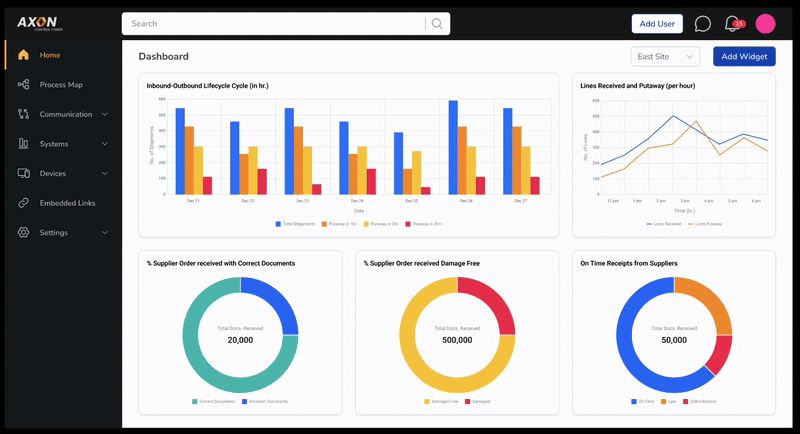 AXON
CONTROL TOWER
Search
Add User
15
Home
Process Map
Communication
Systems
Devices
Embedded Links
Settings
Dashboard
East Site
Add Widget
Inbound-Outbound Lifecycle Cycle (in hr.)
No. of Shipments
600
500
400
300
200
100
0
Dec 21
Dec 22
Dec 23
Dec 24
Dec 25
Dec 26
Dec 27
Date
Total Shipements
Putaway in 1hr.
Putaway in 2hr.
Putaway in 2hr+
Lines Received and Putaway (per hour)
No. of Lines
600
500
400
300
200
100
0
12 pm
1 pm
2 pm
3 pm
4 pm
5 pm
6 pm
Time (hr.)
Lines Received
Lines Putaway
% Supplier Order received with Correct Documents
Total Docs. Received
20,000
Correct Documents
Incorrect Documents
% Supplier Order received Damage Free
Total Docs. Received
500,000
Damaged Free
Damaged
On Time Receipts from Suppliers
Total Docs. Received
50,000
On Time
Late
Didn't Receive